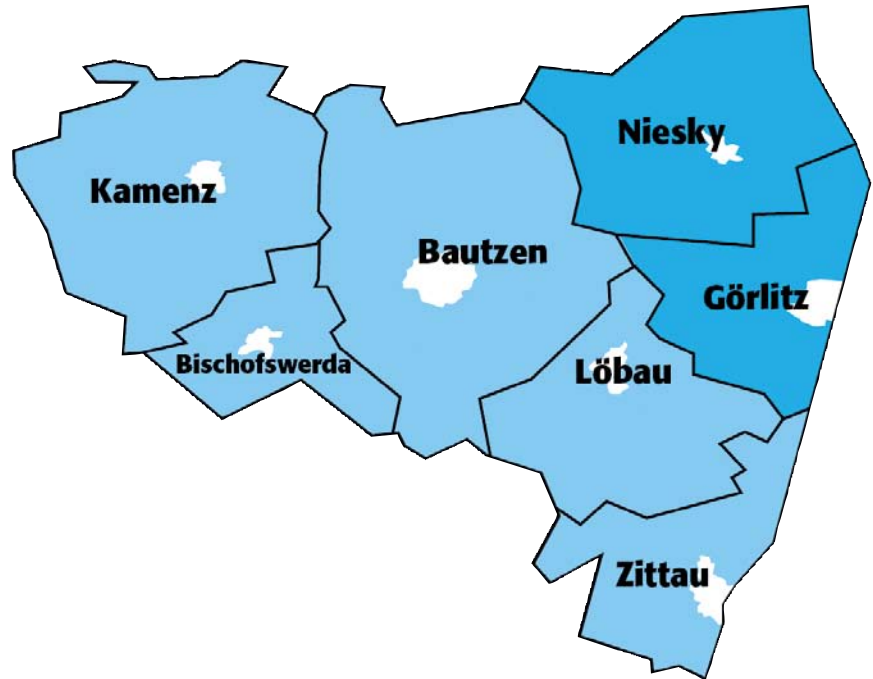 Niesky
Kamenz
Bautzen
Görlitz
Bischofswerda
Löbau
Zittau